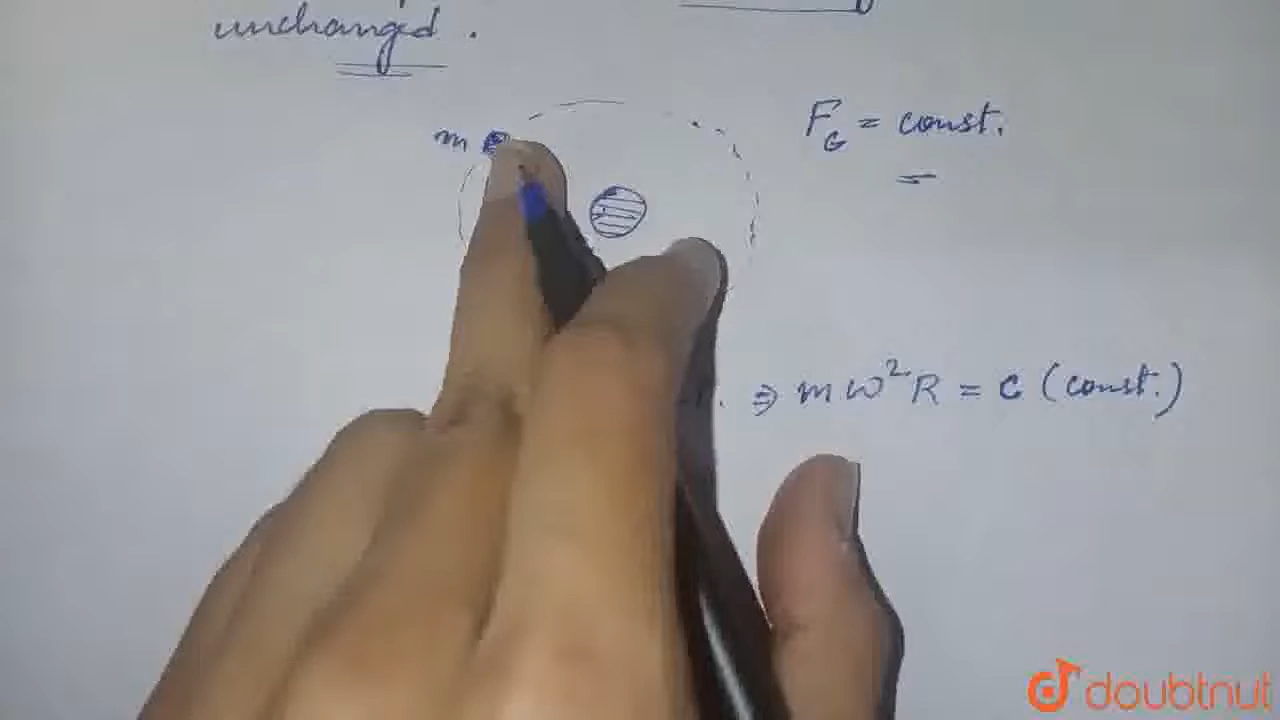 unchanged.
m
F_G = const.
⇒ mω²R = C (const.)
doubtnut